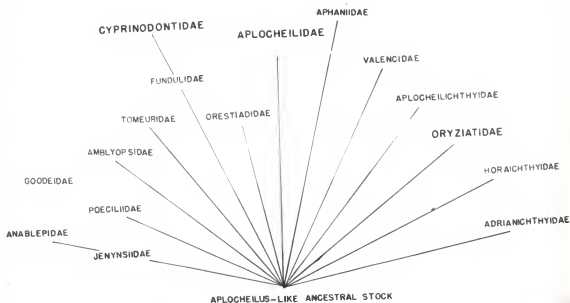 APHANIIDAE
CYPRINODONTIDAE
APLOCHEILIDAE
VALENCIDAE
FUNDULIDAE
APLOCHEILICHTHYIDAE
TOMEURIDAE
ORESTIADIDAE
ORYZIATIDAE
AMBLYOPSIDAE
HORAICHTHYIDAE
GOODEIDAE
POECILIIDAE
ADRIANICHTHYIDAE
ANABLEPIDAE
JENYNSIIDAE
APLOCHEILUS-LIKE ANCESTRAL STOCK